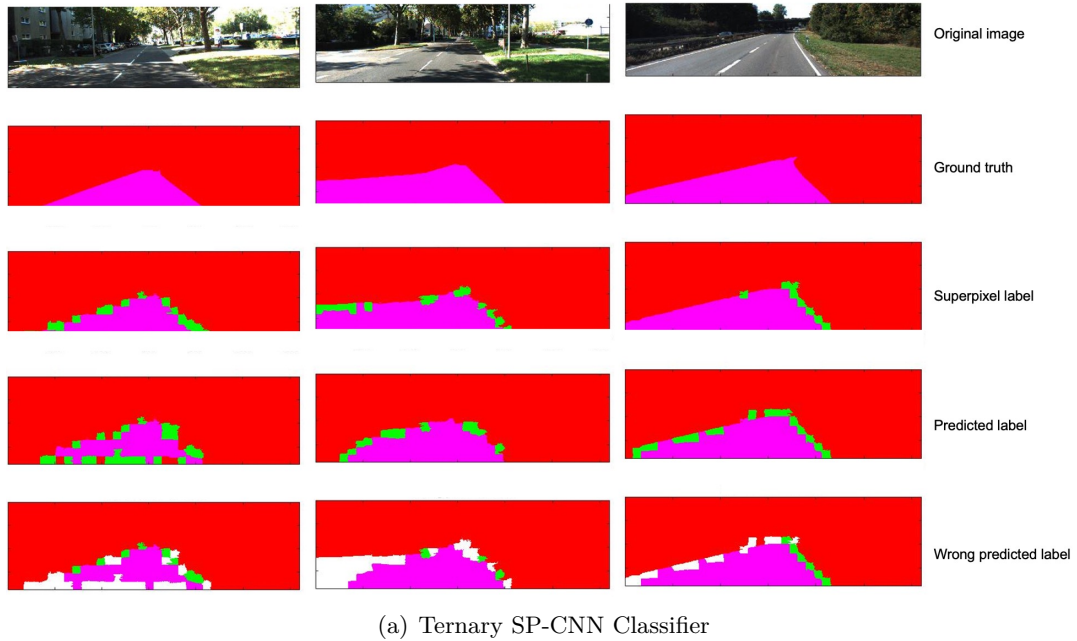 Original image
Ground truth
Superpixel label
Predicted label
Wrong predicted label
(a) Ternary SP-CNN Classifier